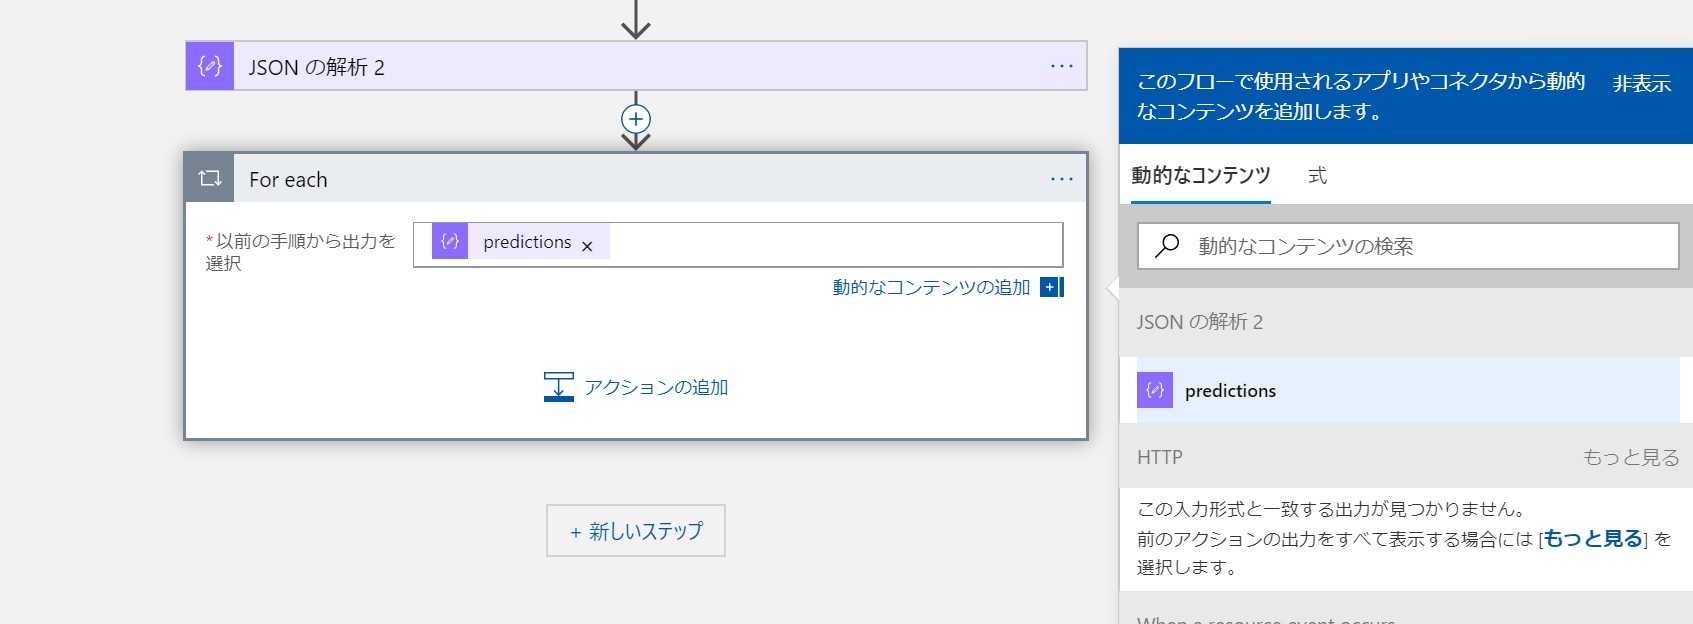 JSON の解析 2
For each
*以前の手順から出力を
選択
predictions
動的なコンテンツの追加
アクションの追加
+ 新しいステップ
このフローで使用されるアプリやコネクタから動的
なコンテンツを追加します。
非表示
動的なコンテンツ
式
動的なコンテンツの検索
JSON の解析 2
predictions
HTTP
もっと見る
この入力形式と一致する出力が見つかりません。
前のアクションの出力をすべて表示する場合には [もっと見る] を
選択します。
When a resource event occurs